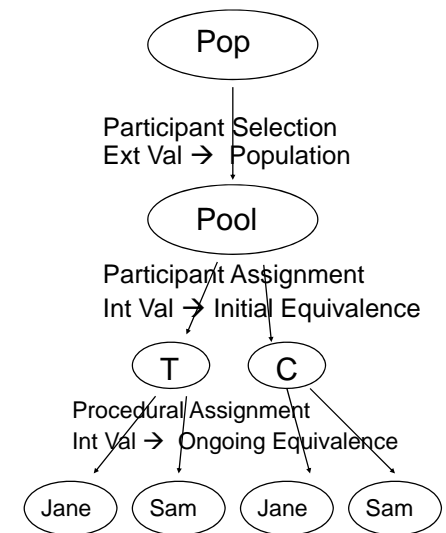 Pop
Participant Selection
Ext Val → Population
Pool
Participant Assignment
Int Val → Initial Equivalence
T C
Procedural Assignment
Int Val → Ongoing Equivalence
Jane Sam Jane Sam